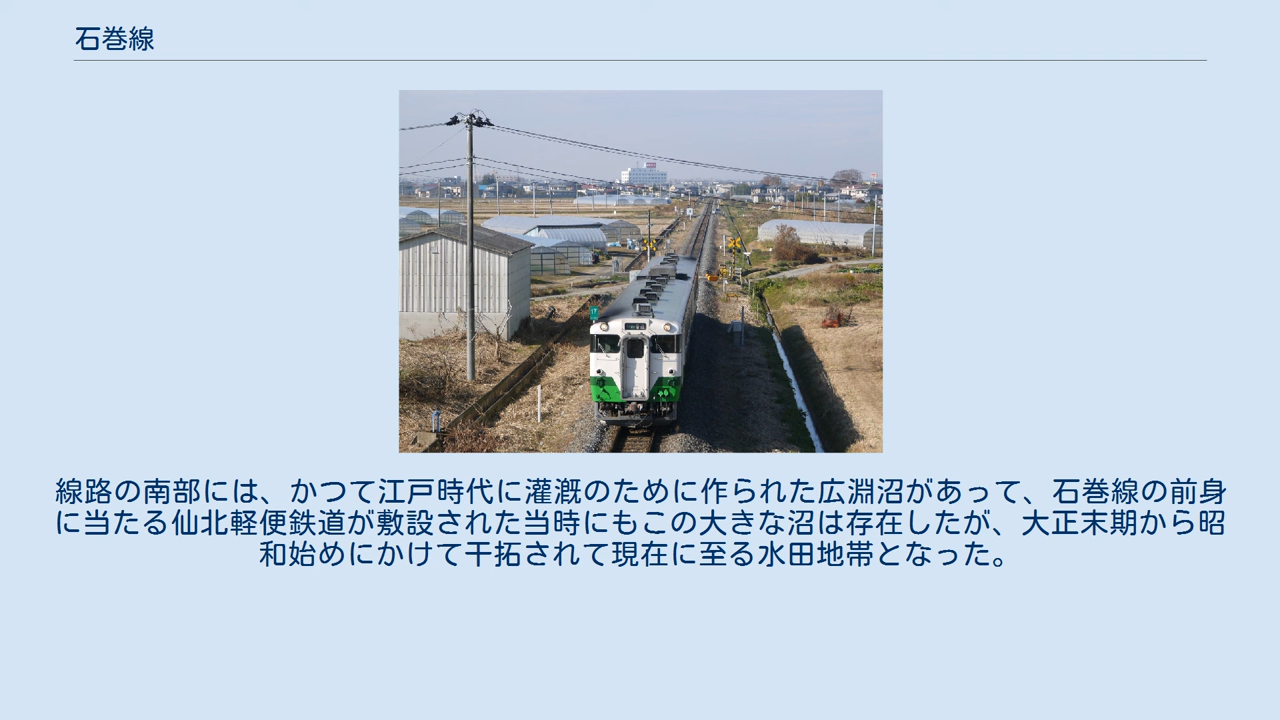 石巻線
線路の南部には、かつて江戸時代に灌漑のために作られた広淵沼があって、石巻線の前身
に当たる仙北軽便鉄道が敷設された当時にもこの大きな沼は存在したが、大正末期から昭
和始めにかけて干拓されて現在に至る水田地帯となった。